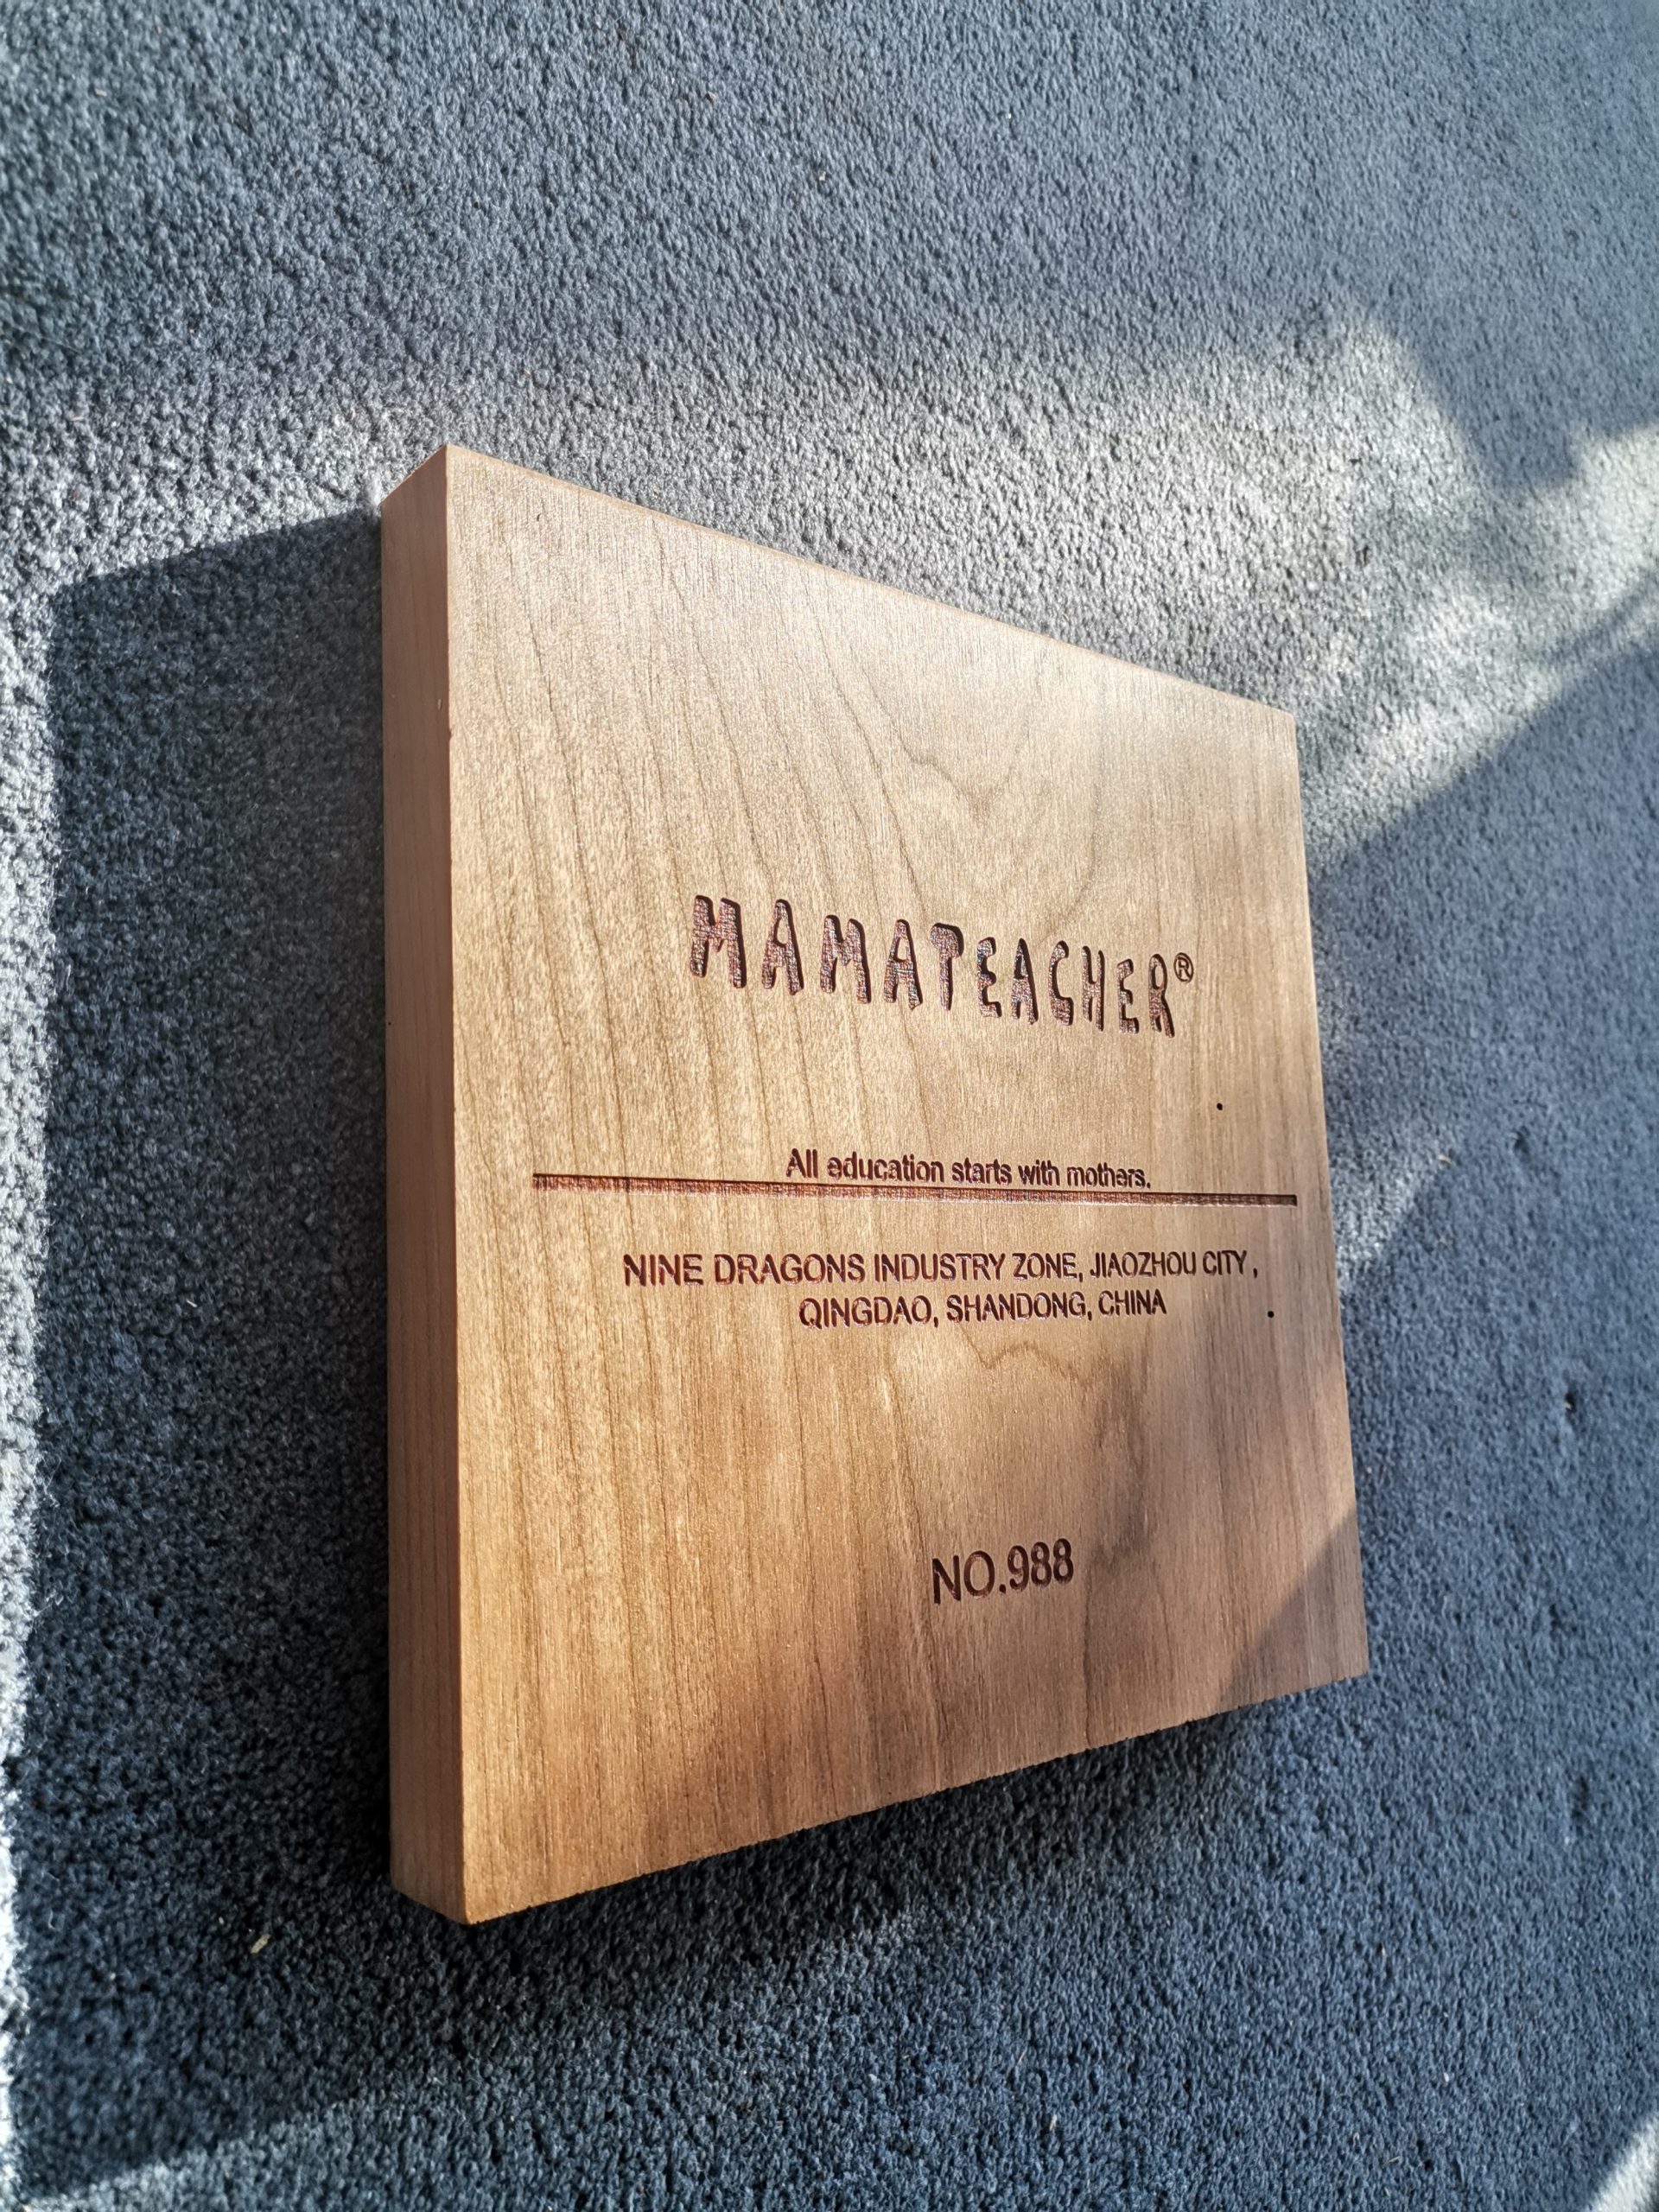 MAMATEACHER®
All education starts with mothers.
NINE DRAGONS INDUSTRY ZONE, JIAOZHOU CITY,
QINGDAO, SHANDONG, CHINA
NO.988